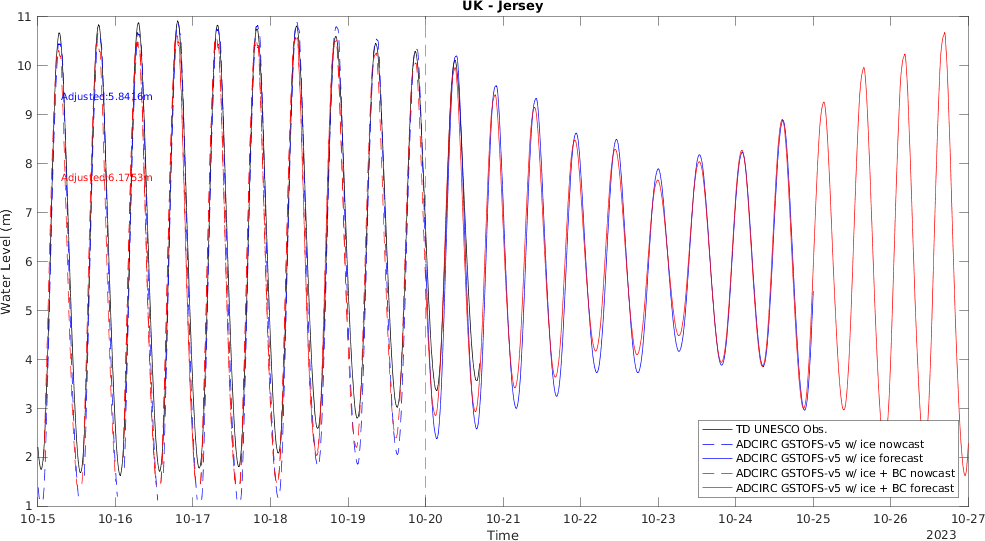 UK - Jersey
11
10
9
8
7
6
5
4
3
2
1
Water Level (m)
Adjusted:5.8416m
Adjusted:6.1753m
TD UNESCO Obs.
ADCIRC GSTOFS-v5 w/ ice nowcast
ADCIRC GSTOFS-v5 w/ ice forecast
ADCIRC GSTOFS-v5 w/ ice + BC nowcast
ADCIRC GSTOFS-v5 w/ ice + BC forecast
10-15 10-16 10-17 10-18 10-19 10-20 10-21 10-22 10-23 10-24 10-25 10-26 10-27
Time
2023